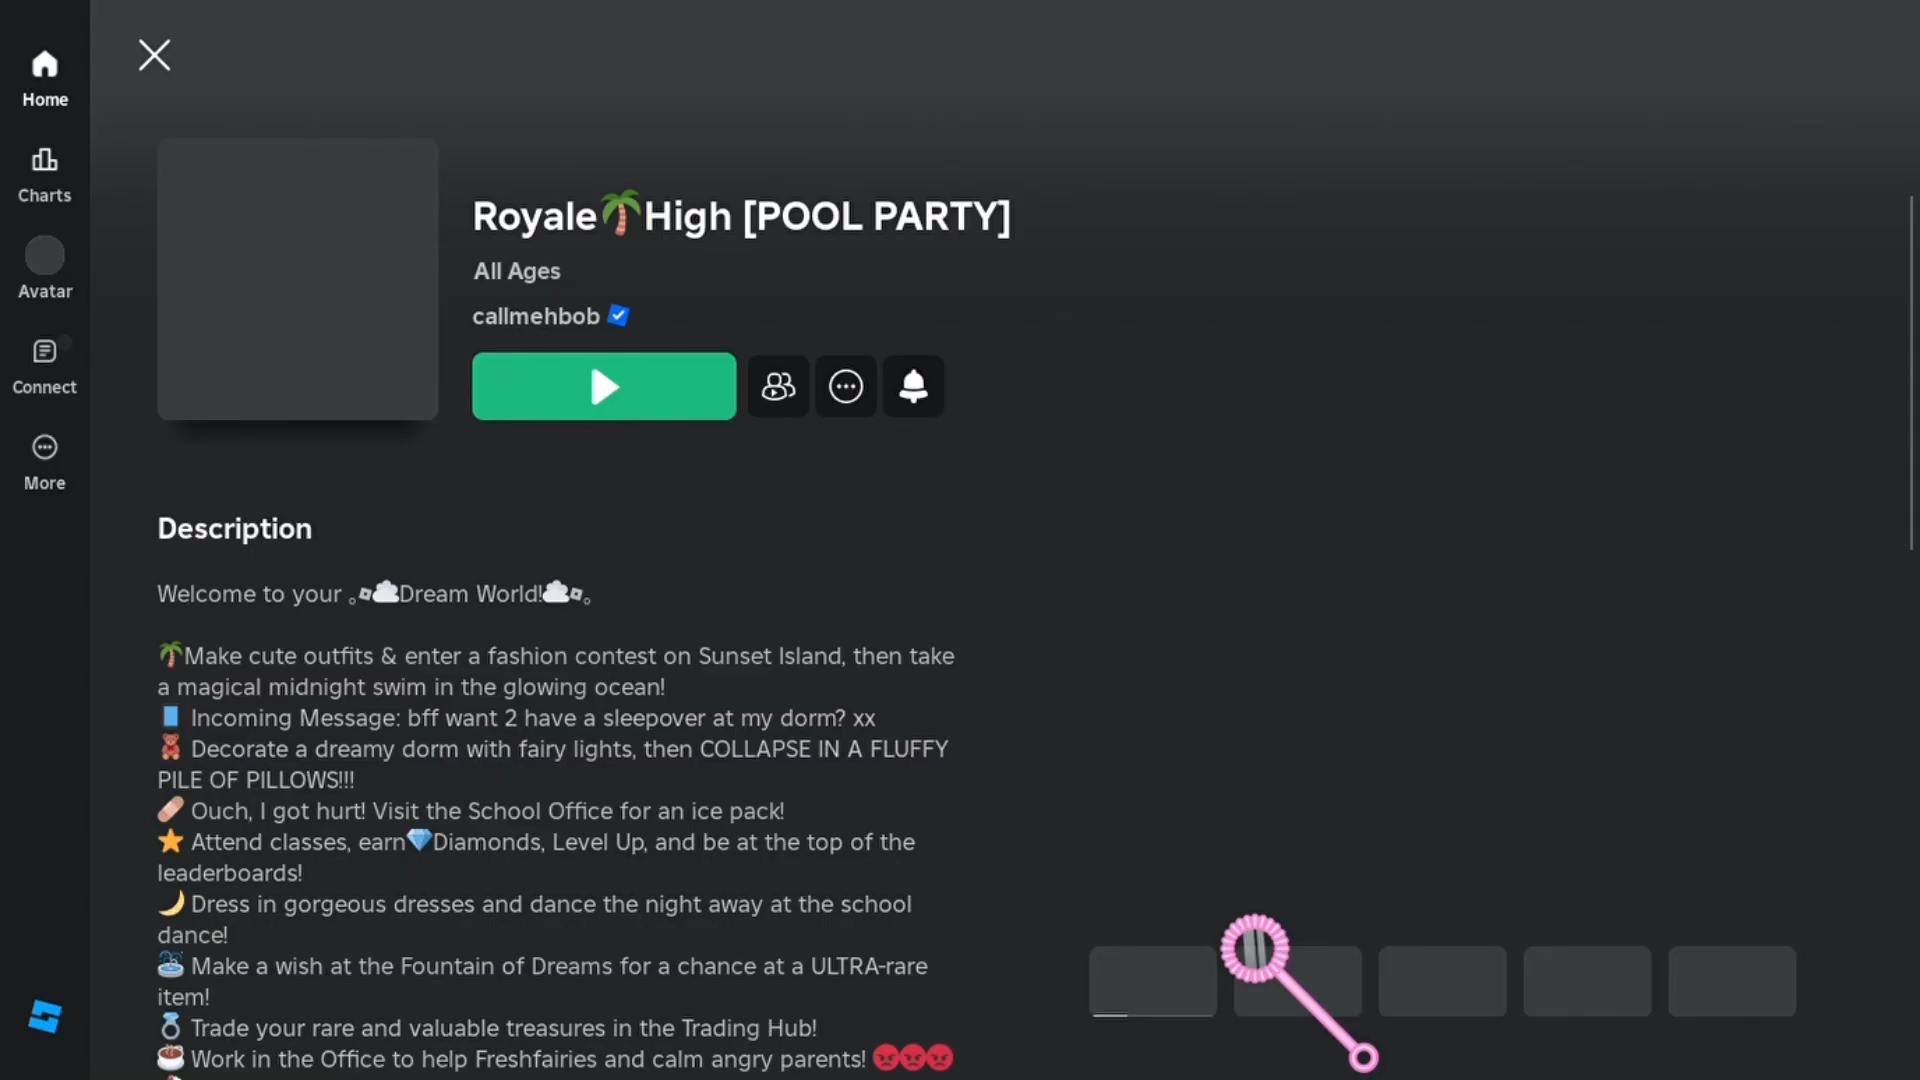 Home
Charts
Avatar
Connect
More
Royale🌴High [POOL PARTY]
All Ages
callmehbob
Description
Welcome to your ｡☁️Dream World!☁️｡
🌴Make cute outfits & enter a fashion contest on Sunset Island, then take
a magical midnight swim in the glowing ocean!
Incoming Message: bff want 2 have a sleepover at my dorm? xx
🧸 Decorate a dreamy dorm with fairy lights, then COLLAPSE IN A FLUFFY
PILE OF PILLOWS!!!
🩹 Ouch, I got hurt! Visit the School Office for an ice pack!
⭐ Attend classes, earn💎Diamonds, Level Up, and be at the top of the
leaderboards!
🌙 Dress in gorgeous dresses and dance the night away at the school
dance!
⛲ Make a wish at the Fountain of Dreams for a chance at a ULTRA-rare
item!
💍 Trade your rare and valuable treasures in the Trading Hub!
☕ Work in the Office to help Freshfairies and calm angry parents! 😡😡😡